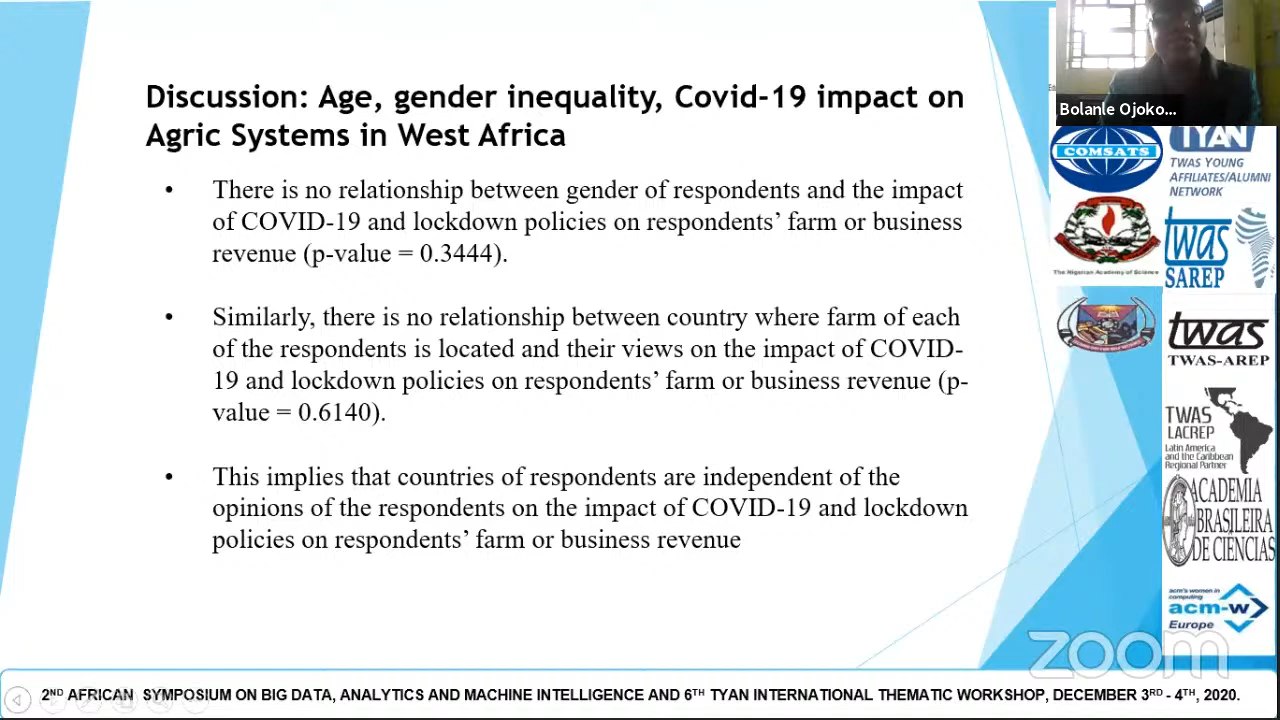 Discussion: Age, gender inequality, Covid-19 impact on
Agric Systems in West Africa
• There is no relationship between gender of respondents and the impact
of COVID-19 and lockdown policies on respondents’ farm or business
revenue (p-value = 0.3444).
• Similarly, there is no relationship between country where farm of each
of the respondents is located and their views on the impact of COVID-
19 and lockdown policies on respondents’ farm or business revenue (p-
value = 0.6140).
• This implies that countries of respondents are independent of the
opinions of the respondents on the impact of COVID-19 and lockdown
policies on respondents’ farm or business revenue
Bolanle Ojoko...
COMSATS
TYAN
TWAS YOUNG
AFFILIATES/ALUMNI
NETWORK
The Nigerian Academy of Science
twas
SAREP
twas
TWAS-AREP
TWAS
LACREP
Latin America
and the Caribbean
Regional Partner
ACADEMIA
BRASILEIRA
DE CIÊNCIAS
acm's women in
computing
acm-w
Europe
zoom
2ND AFRICAN SYMPOSIUM ON BIG DATA, ANALYTICS AND MACHINE INTELLIGENCE AND 6TH TYAN INTERNATIONAL THEMATIC WORKSHOP, DECEMBER 3RD - 4TH, 2020.